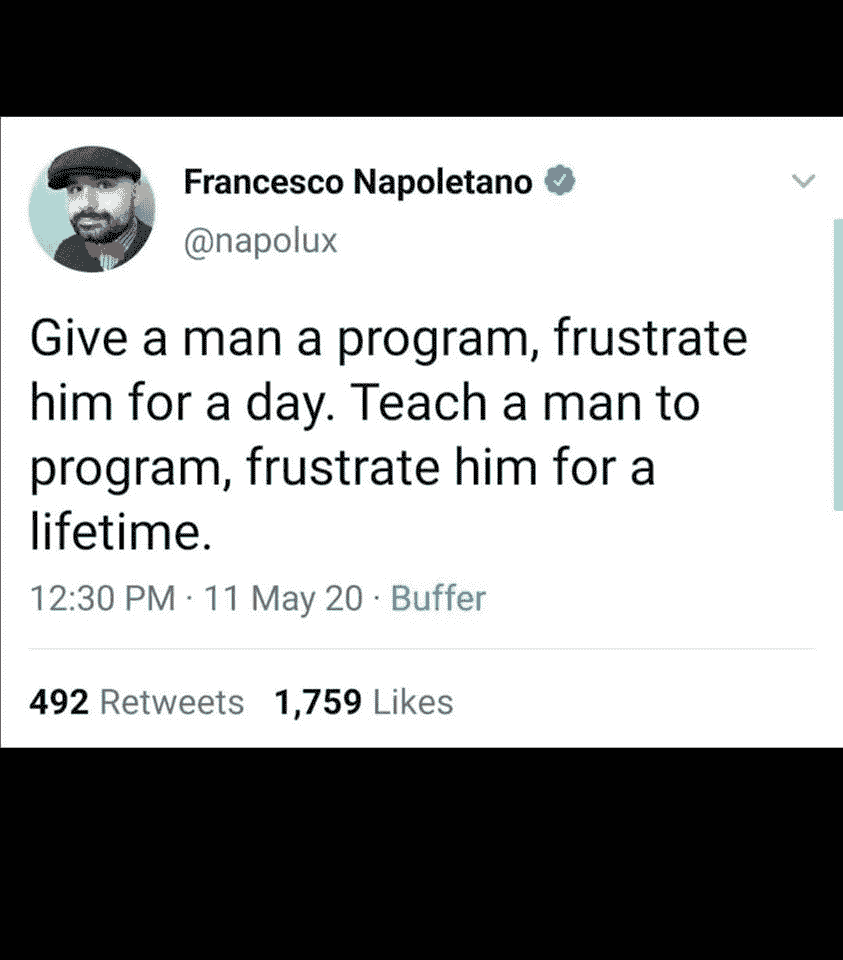 Francesco Napoletano
@napolux
Give a man a program, frustrate
him for a day. Teach a man to
program, frustrate him for a
lifetime.
12:30 PM · 11 May 20 · Buffer
492 Retweets 1,759 Likes